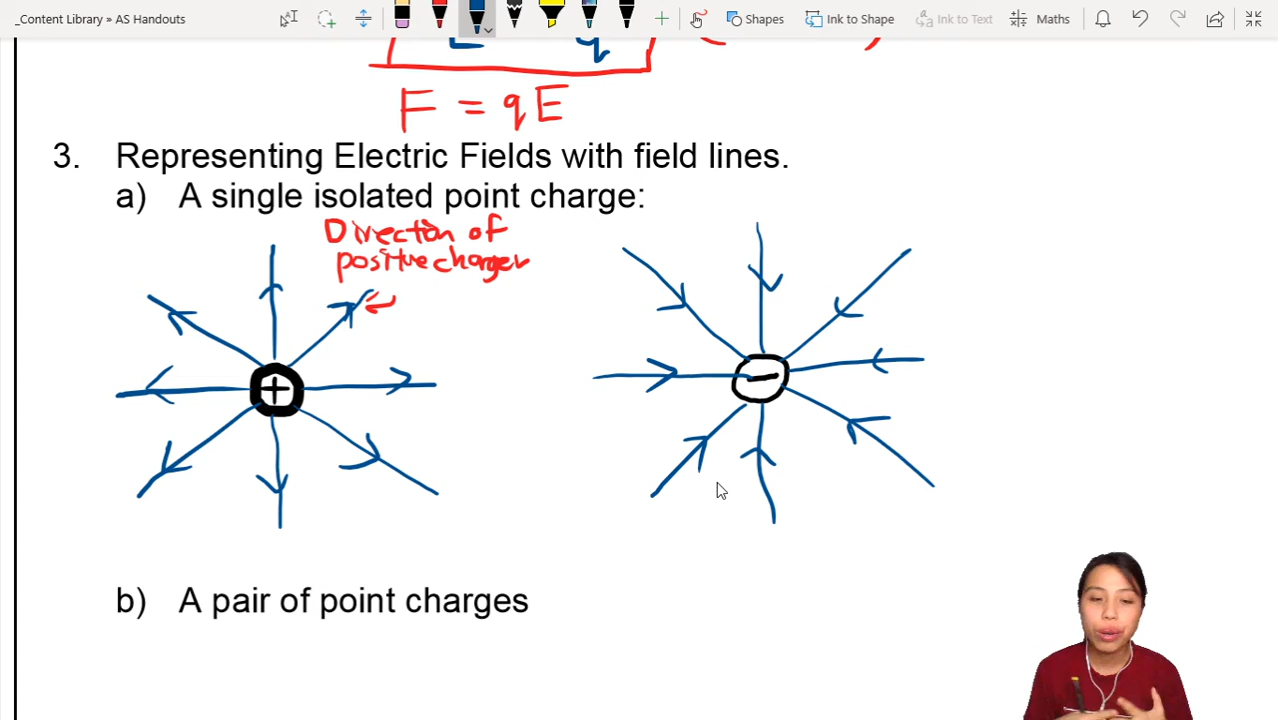 _Content Library » AS Handouts
Shapes
Ink to Shape
Ink to Text
Maths
F = qE
3. Representing Electric Fields with field lines.
a) A single isolated point charge:
Direction of
positive charger
+
−
b) A pair of point charges